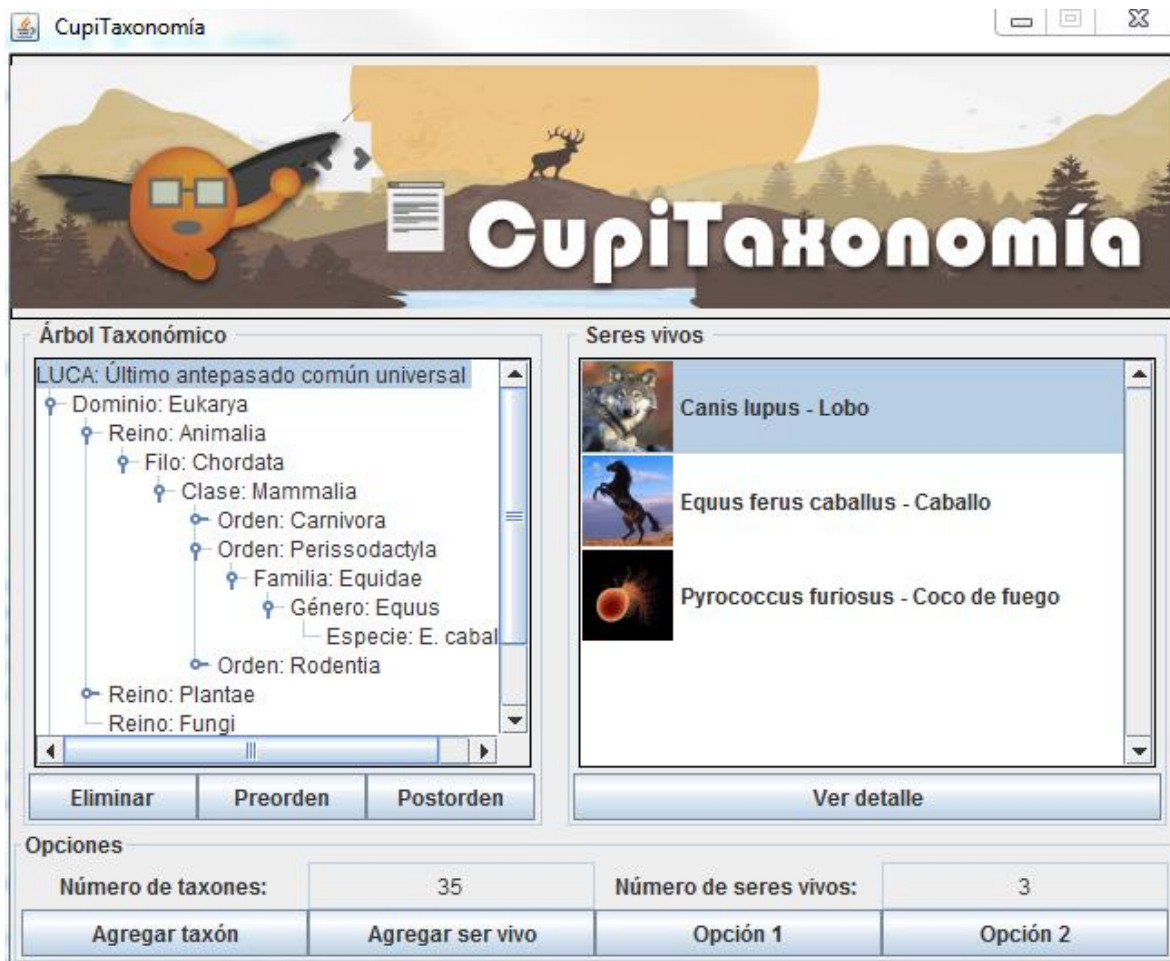 CupiTaxonomía
CupiTaxonomía
Árbol Taxonómico
LUCA: Último antepasado común universal
Dominio: Eukarya
Reino: Animalia
Filo: Chordata
Clase: Mammalia
Orden: Carnivora
Orden: Perissodactyla
Familia: Equidae
Género: Equus
Especie: E. cabal
Orden: Rodentia
Reino: Plantae
Reino: Fungi
Eliminar Preorden Postorden
Seres vivos
Canis lupus - Lobo
Equus ferus caballus - Caballo
Pyrococcus furiosus - Coco de fuego
Ver detalle
Opciones
Número de taxones: 35 Número de seres vivos: 3
Agregar taxón Agregar ser vivo Opción 1 Opción 2